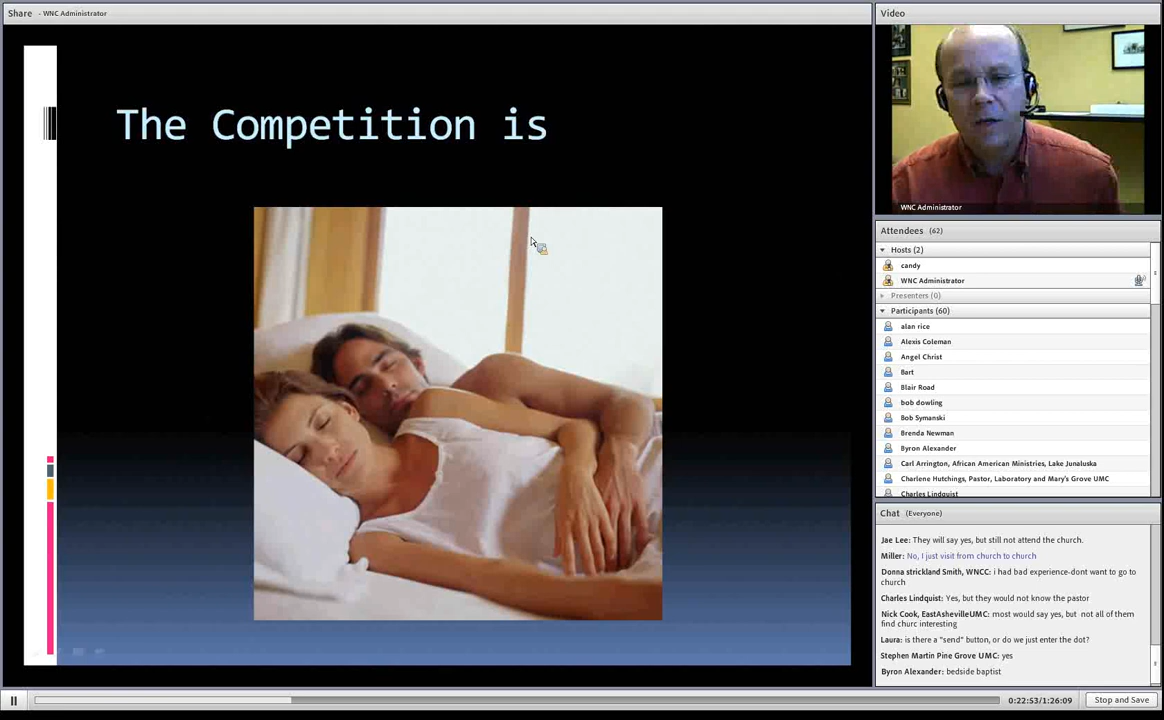 Share - WNC Administrator
The Competition is
Video
WNC Administrator
Attendees (62)
Hosts (2)
candy
WNC Administrator
Presenters (0)
Participants (60)
alan rice
Alexis Coleman
Angel Christ
Bart
Blair Road
bob dowling
Bob Symanski
Brenda Newman
Byron Alexander
Carl Arrington, African American Ministries, Lake Junaluska
Charlene Hutchings, Pastor, Laboratory and Mary's Grove UMC
Charles Lindquist
Chat (Everyone)
Jae Lee: They will say yes, but still not attend the church.
Miller: No, I just visit from church to church
Donna strickland Smith, WNCC: i had bad experience-dont want to go to
church
Charles Lindquist: Yes, but they would not know the pastor
Nick Cook, EastAshevilleUMC: most would say yes, but not all of them
find churc interesting
Laura: is there a "send" button, or do we just enter the dot?
Stephen Martin Pine Grove UMC: yes
Byron Alexander: bedside baptist
0:22:53/1:26:09
Stop and Save